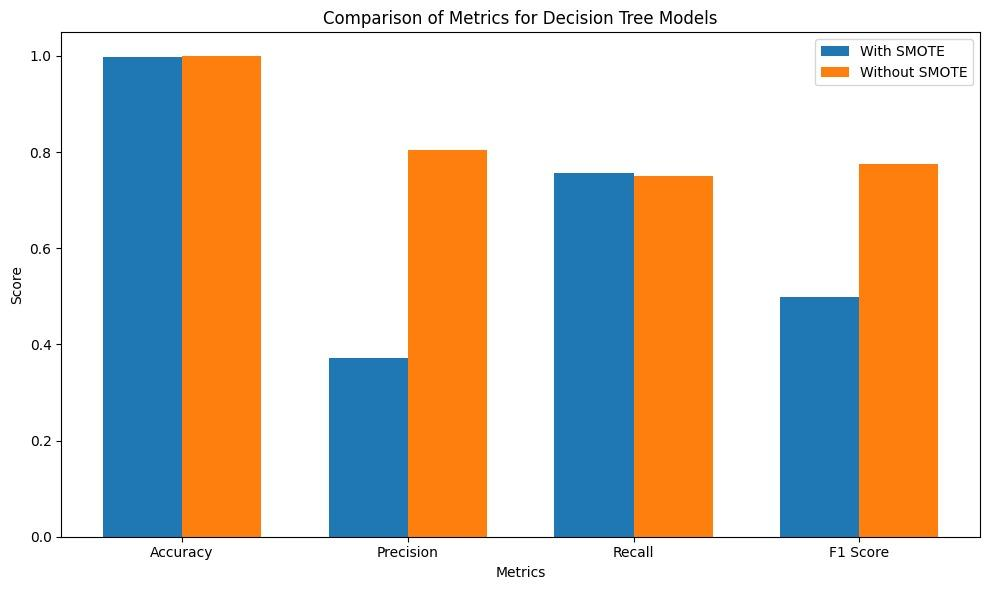 Comparison of Metrics for Decision Tree Models
With SMOTE
Without SMOTE
1.0
0.8
0.6
0.4
0.2
0.0
Score
Accuracy Precision Recall F1 Score
Metrics